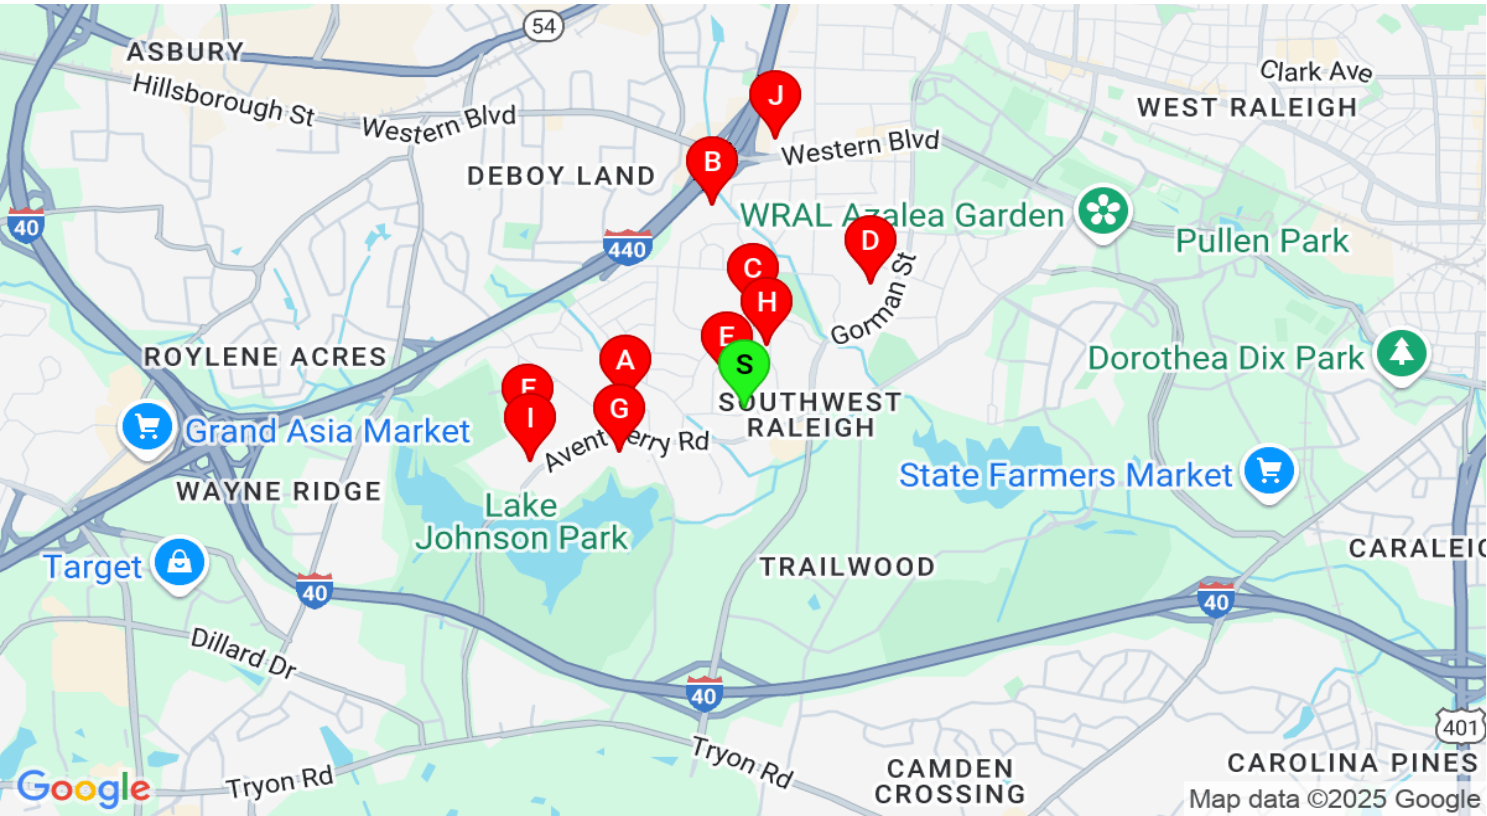 54
ASBURY
Clark Ave
Hillsborough St
J
WEST RALEIGH
Western Blvd
Western Blvd
B
DEBOY LAND
WRAL Azalea Garden
40
440
D
Pullen Park
C
H
Gorman St
E
A
S
ROYLENE ACRES
Dorothea Dix Park
F
I
G
SOUTHWEST
RALEIGH
Grand Asia Market
Avent Ferry Rd
State Farmers Market
WAYNE RIDGE
Lake
Johnson Park
Target
TRAILWOOD
CARALEIG
40
40
Dillard Dr
40
401
Tryon Rd
CAROLINA PINES
CAMDEN
CROSSING
Tryon Rd
Google
Map data ©2025 Google